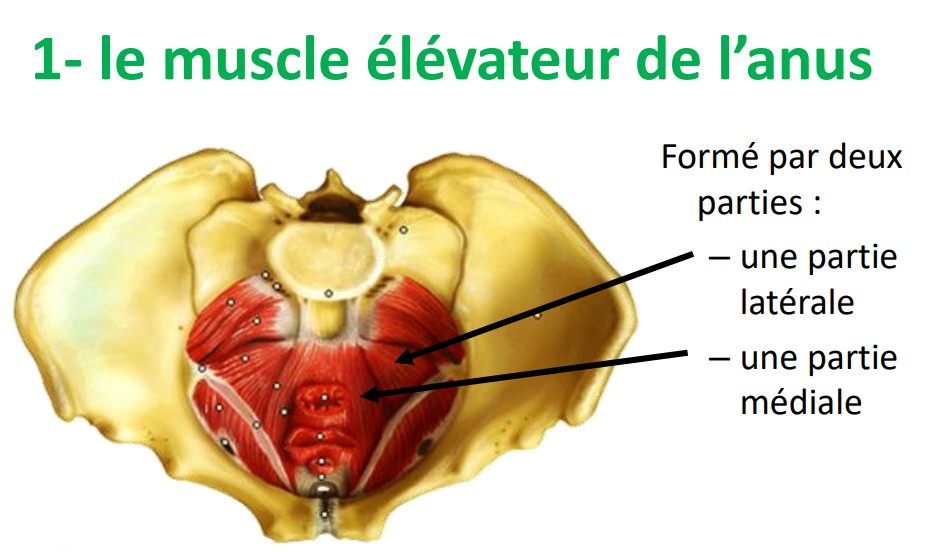 1- le muscle élévateur de l’anus
Formé par deux
parties :
– une partie
latérale
– une partie
médiale